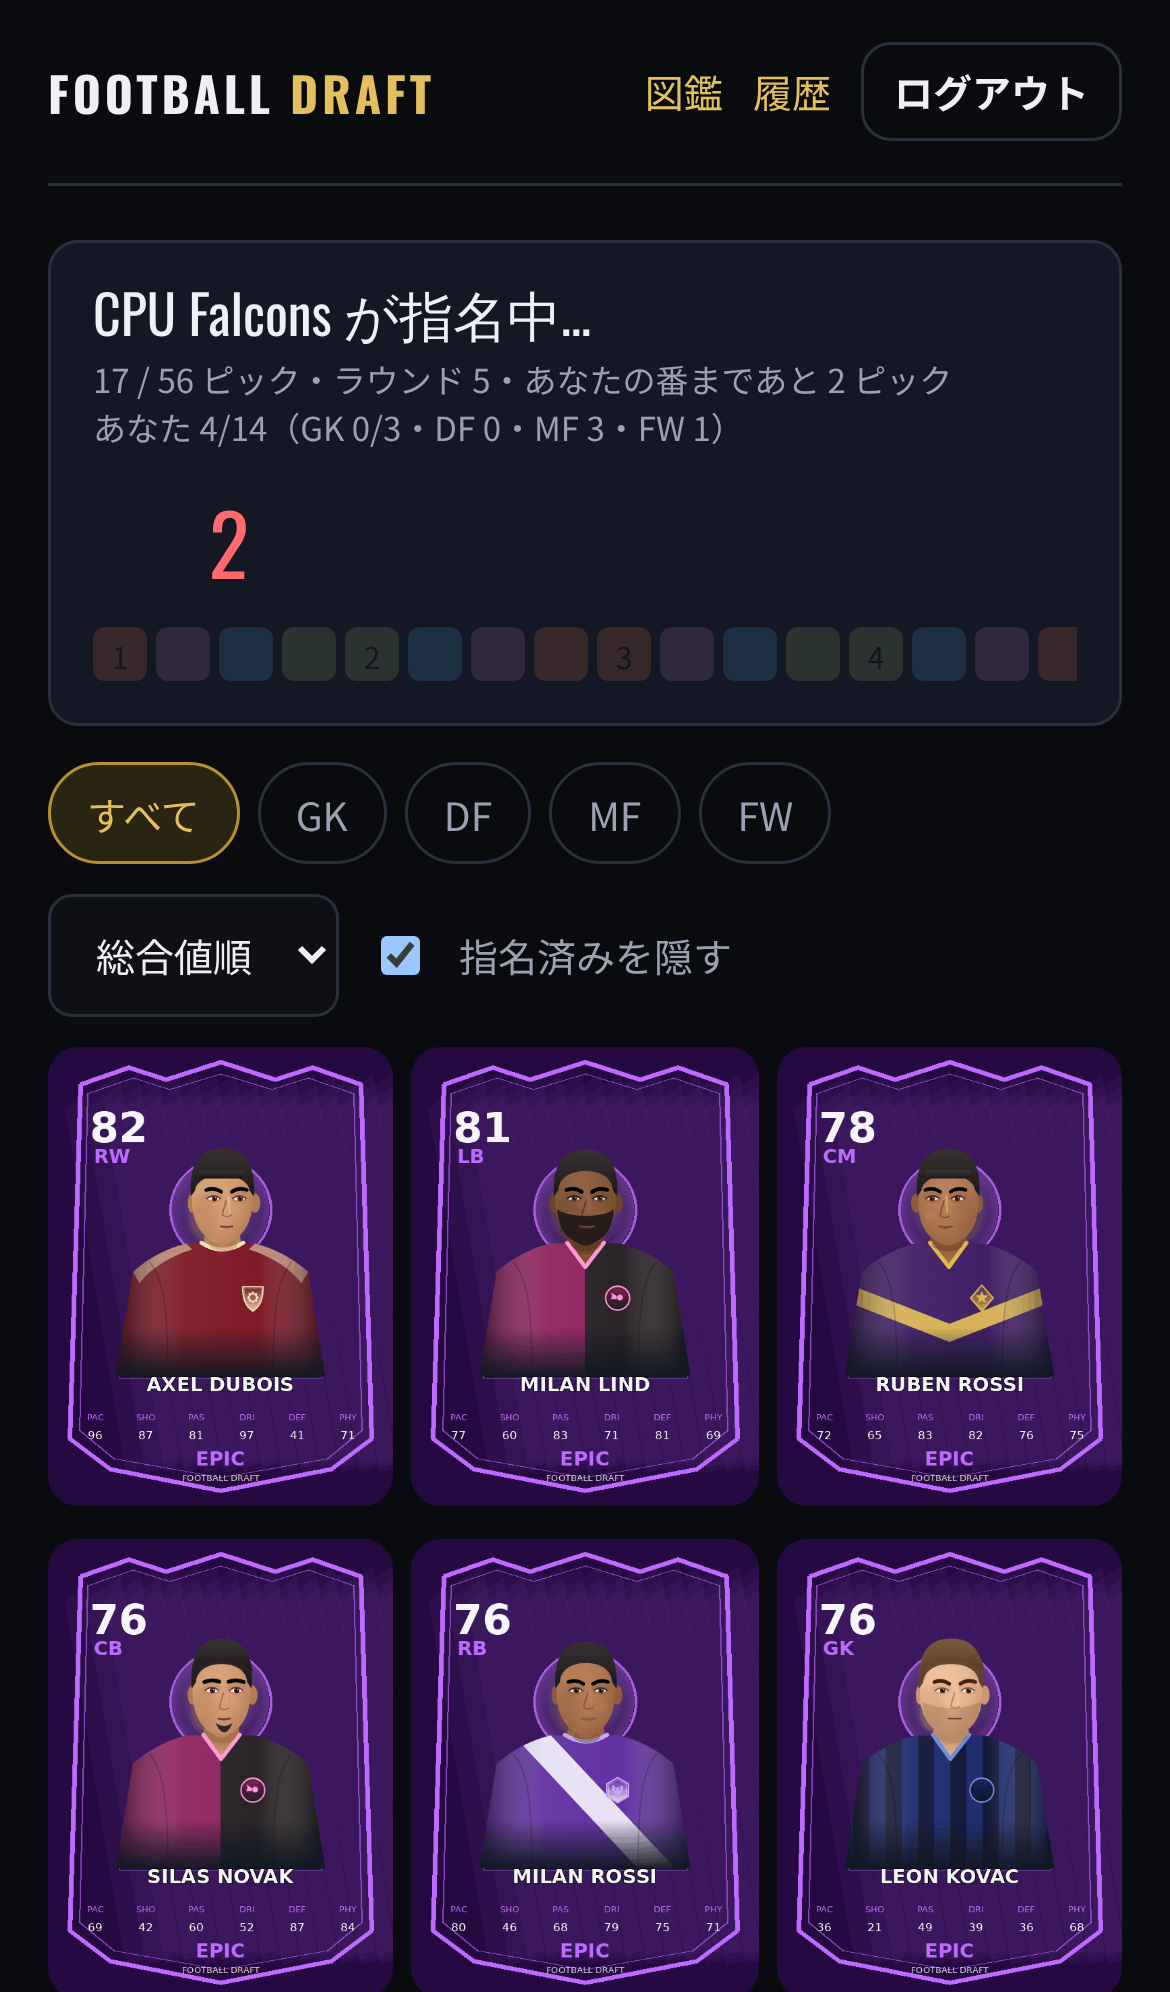 FOOTBALL DRAFT 図鑑 履歴 ログアウト
CPU Falcons が指名中...
17 / 56 ピック・ラウンド 5・あなたの番まであと 2 ピック
あなた 4/14（GK 0/3・DF 0・MF 3・FW 1）
2
1 2 3 4
すべて GK DF MF FW
総合値順 指名済みを隠す
82
RW
AXEL DUBOIS
PAC SHO PAS DRI DEF PHY
96 87 81 97 41 71
EPIC
FOOTBALL DRAFT
81
LB
MILAN LIND
PAC SHO PAS DRI DEF PHY
77 60 83 71 81 69
EPIC
FOOTBALL DRAFT
78
CM
RUBEN ROSSI
PAC SHO PAS DRI DEF PHY
72 65 83 82 76 75
EPIC
FOOTBALL DRAFT
76
CB
SILAS NOVAK
PAC SHO PAS DRI DEF PHY
69 42 60 52 87 84
EPIC
FOOTBALL DRAFT
76
RB
MILAN ROSSI
PAC SHO PAS DRI DEF PHY
80 46 68 79 75 71
EPIC
FOOTBALL DRAFT
76
GK
LEON KOVAC
PAC SHO PAS DRI DEF PHY
36 21 49 39 36 68
EPIC
FOOTBALL DRAFT